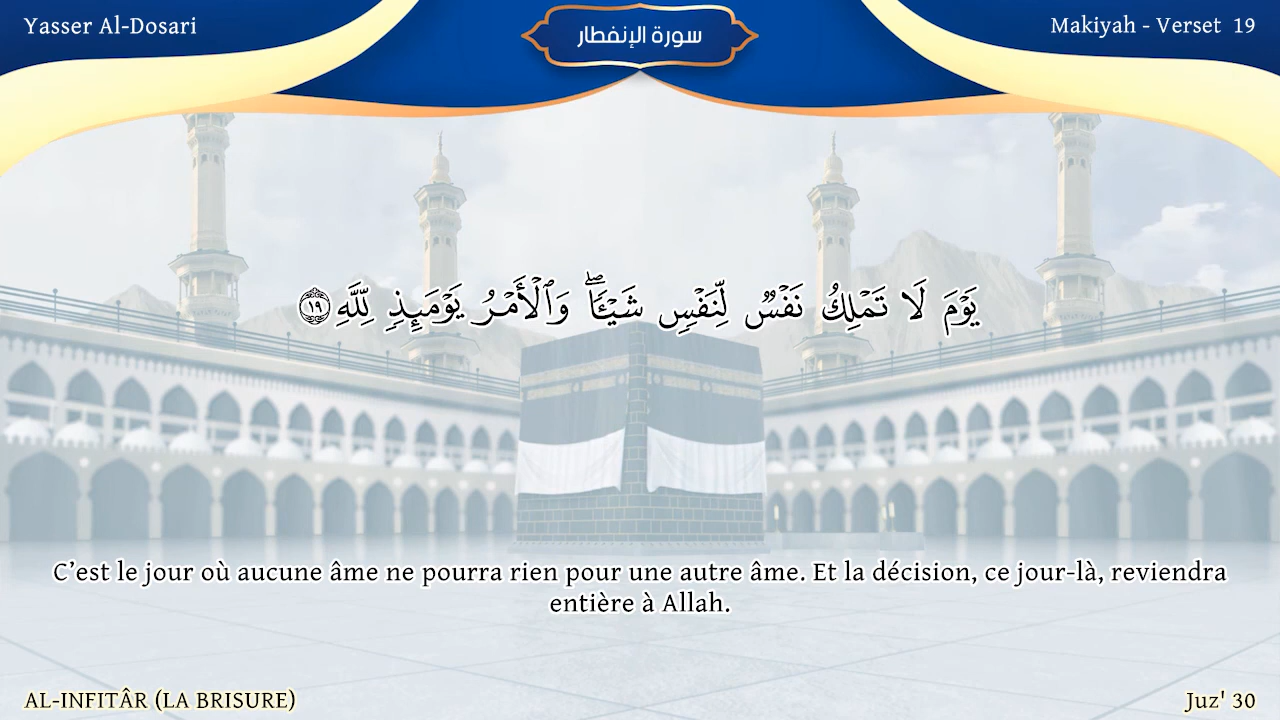 Yasser Al-Dosari
سورة الإنفطار
Makiyah - Verset 19
يَوْمَ لَا تَمْلِكُ نَفْسٌ لِّنَفْسٍ شَيْـًٔا ۖ وَٱلْأَمْرُ يَوْمَئِذٍ لِّلَّهِ ١٩
C’est le jour où aucune âme ne pourra rien pour une autre âme. Et la décision, ce jour-là, reviendra
entière à Allah.
AL-INFITÂR (LA BRISURE)
Juz' 30